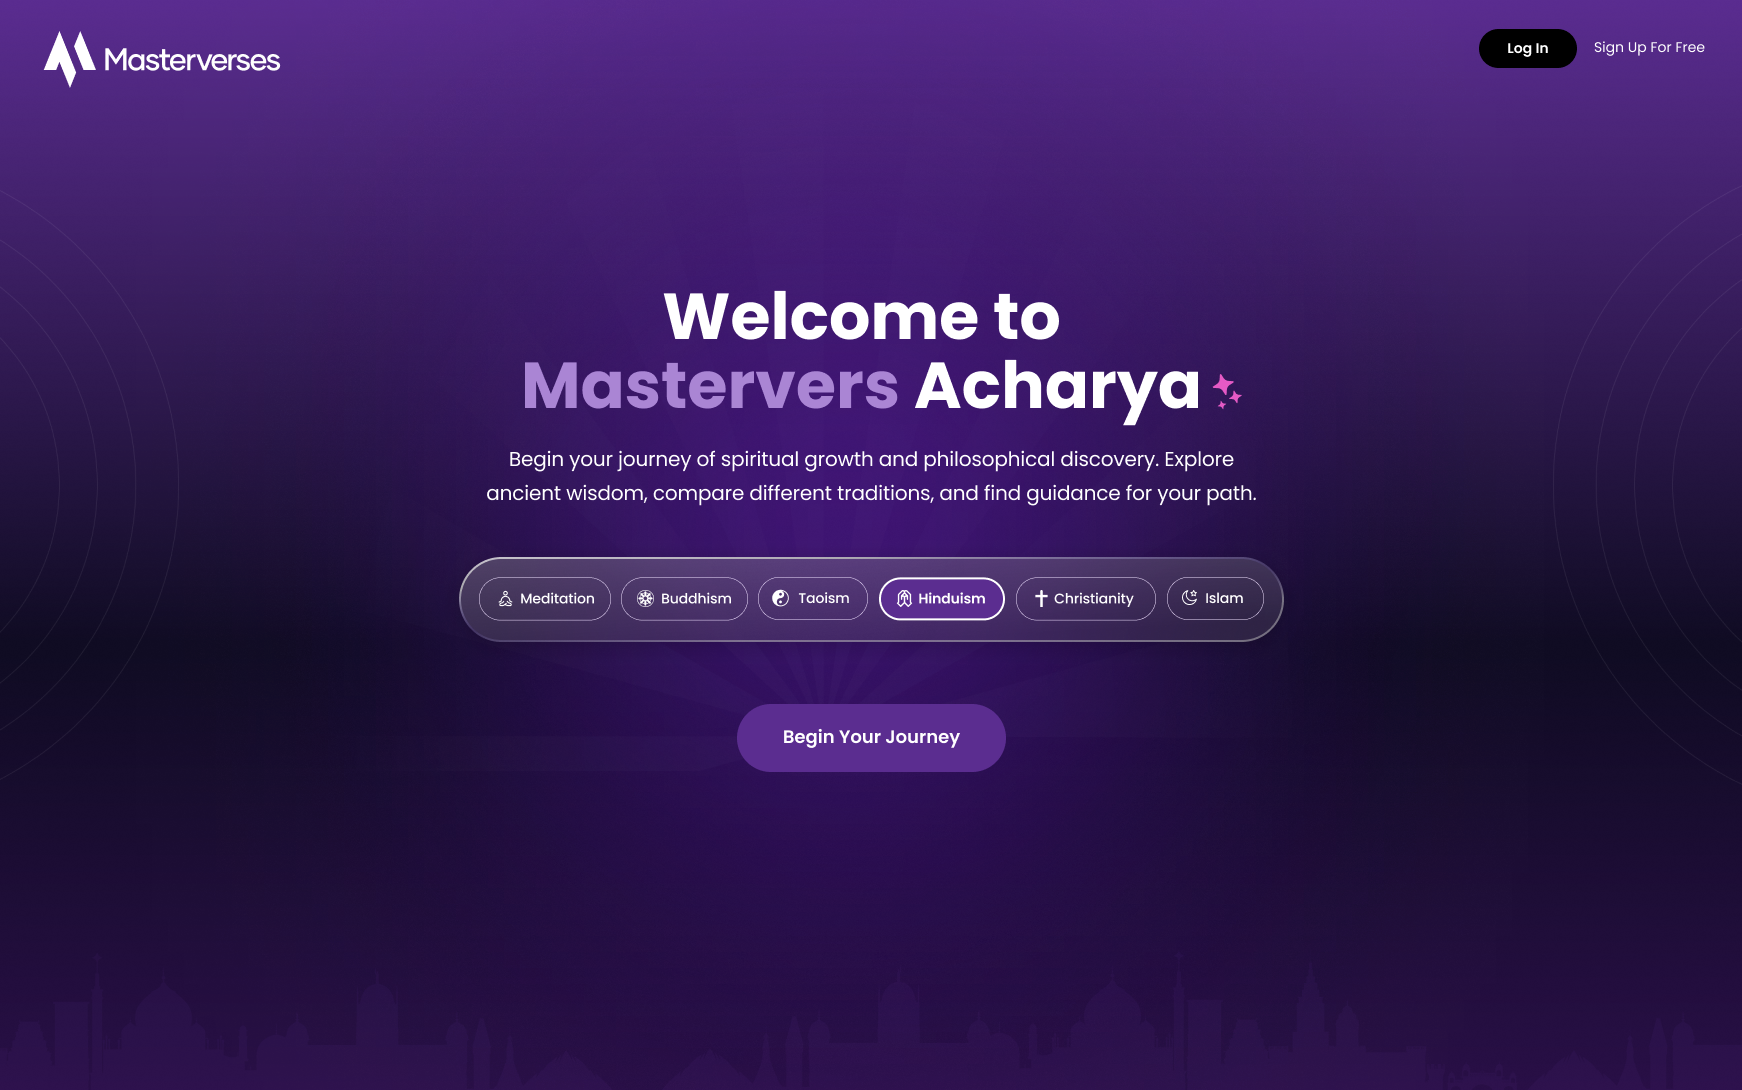 Masterverses
Log In
Sign Up For Free
Welcome to
Mastervers Acharya
Begin your journey of spiritual growth and philosophical discovery. Explore
ancient wisdom, compare different traditions, and find guidance for your path.
Meditation
Buddhism
Taoism
Hinduism
Christianity
Islam
Begin Your Journey